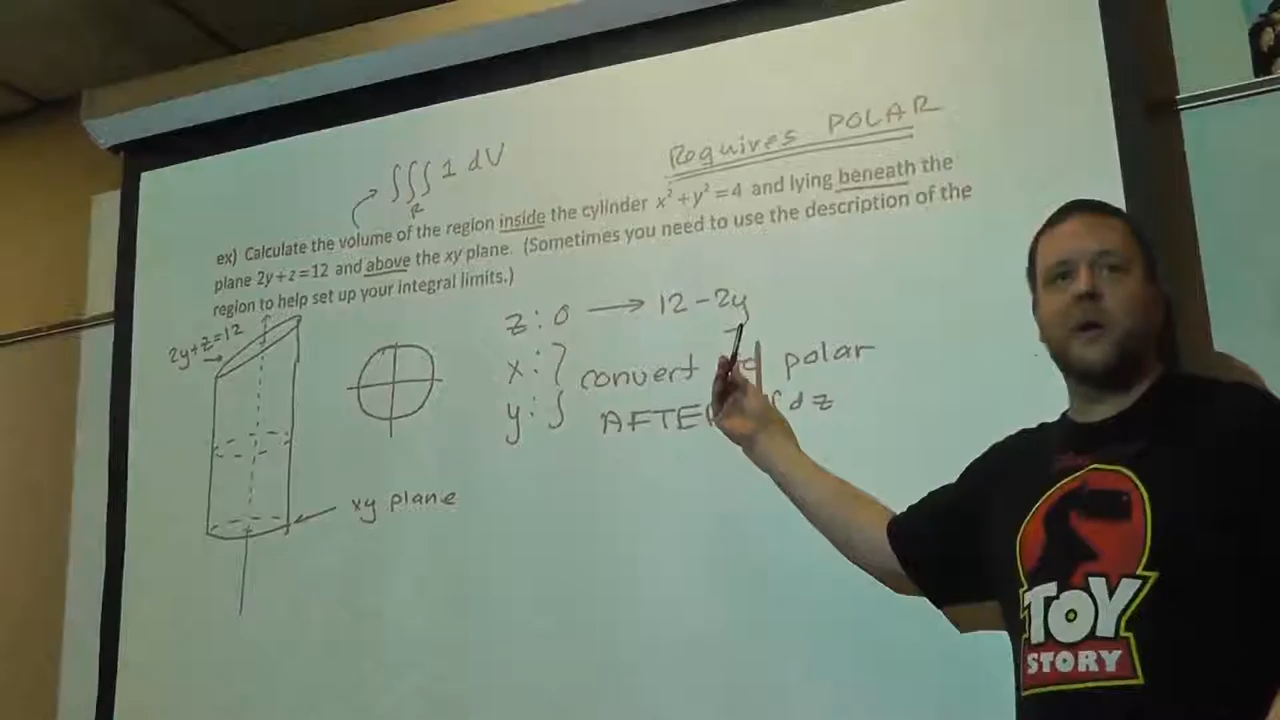 Requires POLAR
∫∫∫ 1 dV
R
ex) Calculate the volume of the region inside the cylinder x²+y²=4 and lying beneath the
plane 2y+z=12 and above the xy plane. (Sometimes you need to use the description of the
region to help set up your integral limits.)
2y+z=12
z: 0 → 12-2y
x:
y:
convert polar
AFTER ∫dz
xy plane
TOY
STORY